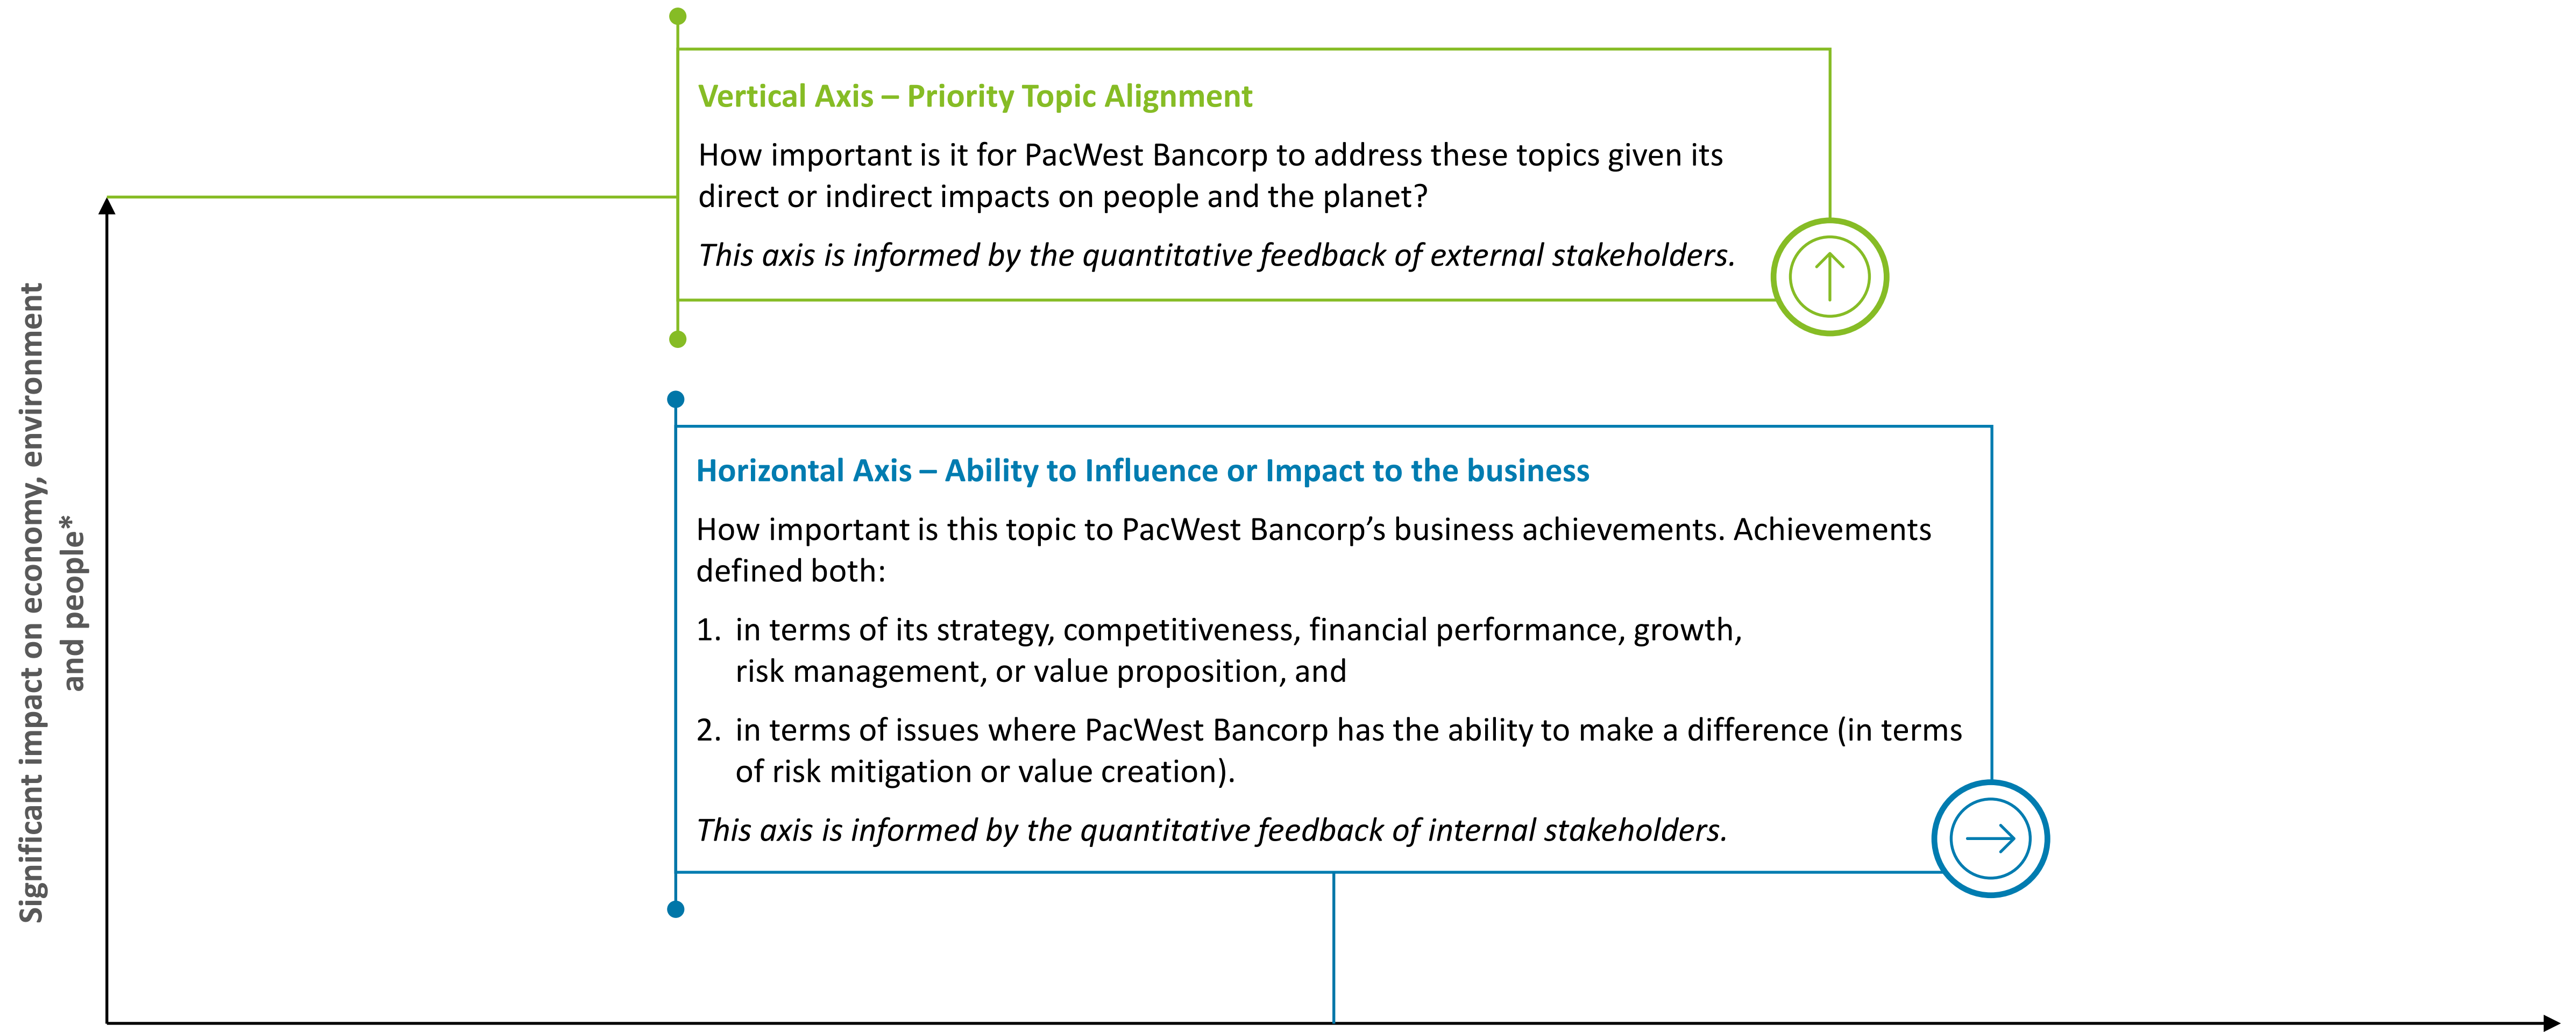 Significant impact on economy, environment
and people*
Vertical Axis – Priority Topic Alignment
How important is it for PacWest Bancorp to address these topics given its
direct or indirect impacts on people and the planet?
This axis is informed by the quantitative feedback of external stakeholders.
Horizontal Axis – Ability to Influence or Impact to the business
How important is this topic to PacWest Bancorp’s business achievements. Achievements
defined both:
1. in terms of its strategy, competitiveness, financial performance, growth,
risk management, or value proposition, and
2. in terms of issues where PacWest Bancorp has the ability to make a difference (in terms
of risk mitigation or value creation).
This axis is informed by the quantitative feedback of internal stakeholders.